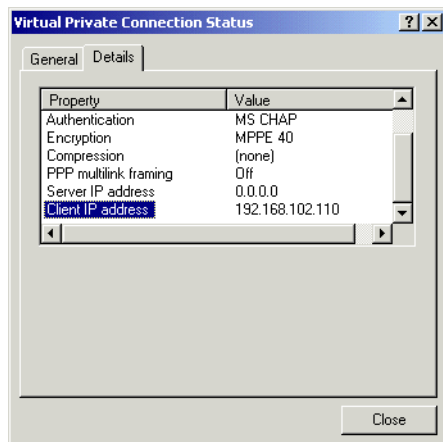 Virtual Private Connection Status
General Details
Property Value
Authentication MS CHAP
Encryption MPPE 40
Compression (none)
PPP multilink framing Off
Server IP address 0.0.0.0
Client IP address 192.168.102.110
Close